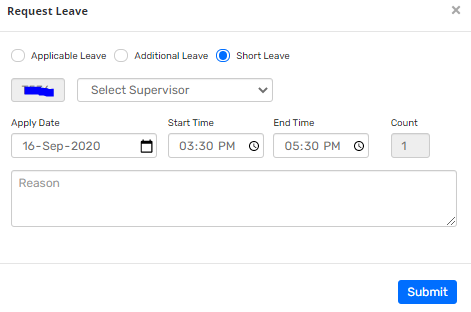 Request Leave ×
Applicable Leave Additional Leave Short Leave
Select Supervisor
Apply Date Start Time End Time Count
16-Sep-2020 03:30 PM 05:30 PM 1
Reason
Submit